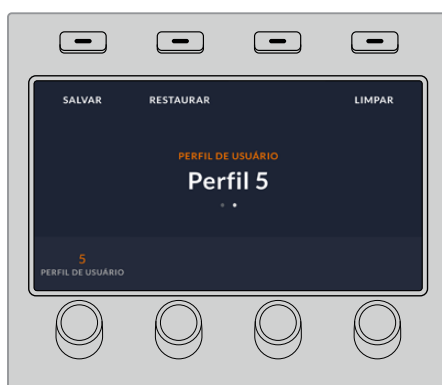 SALVAR RESTAURAR LIMPAR
PERFIL DE USUÁRIO
Perfil 5
5
PERFIL DE USUÁRIO